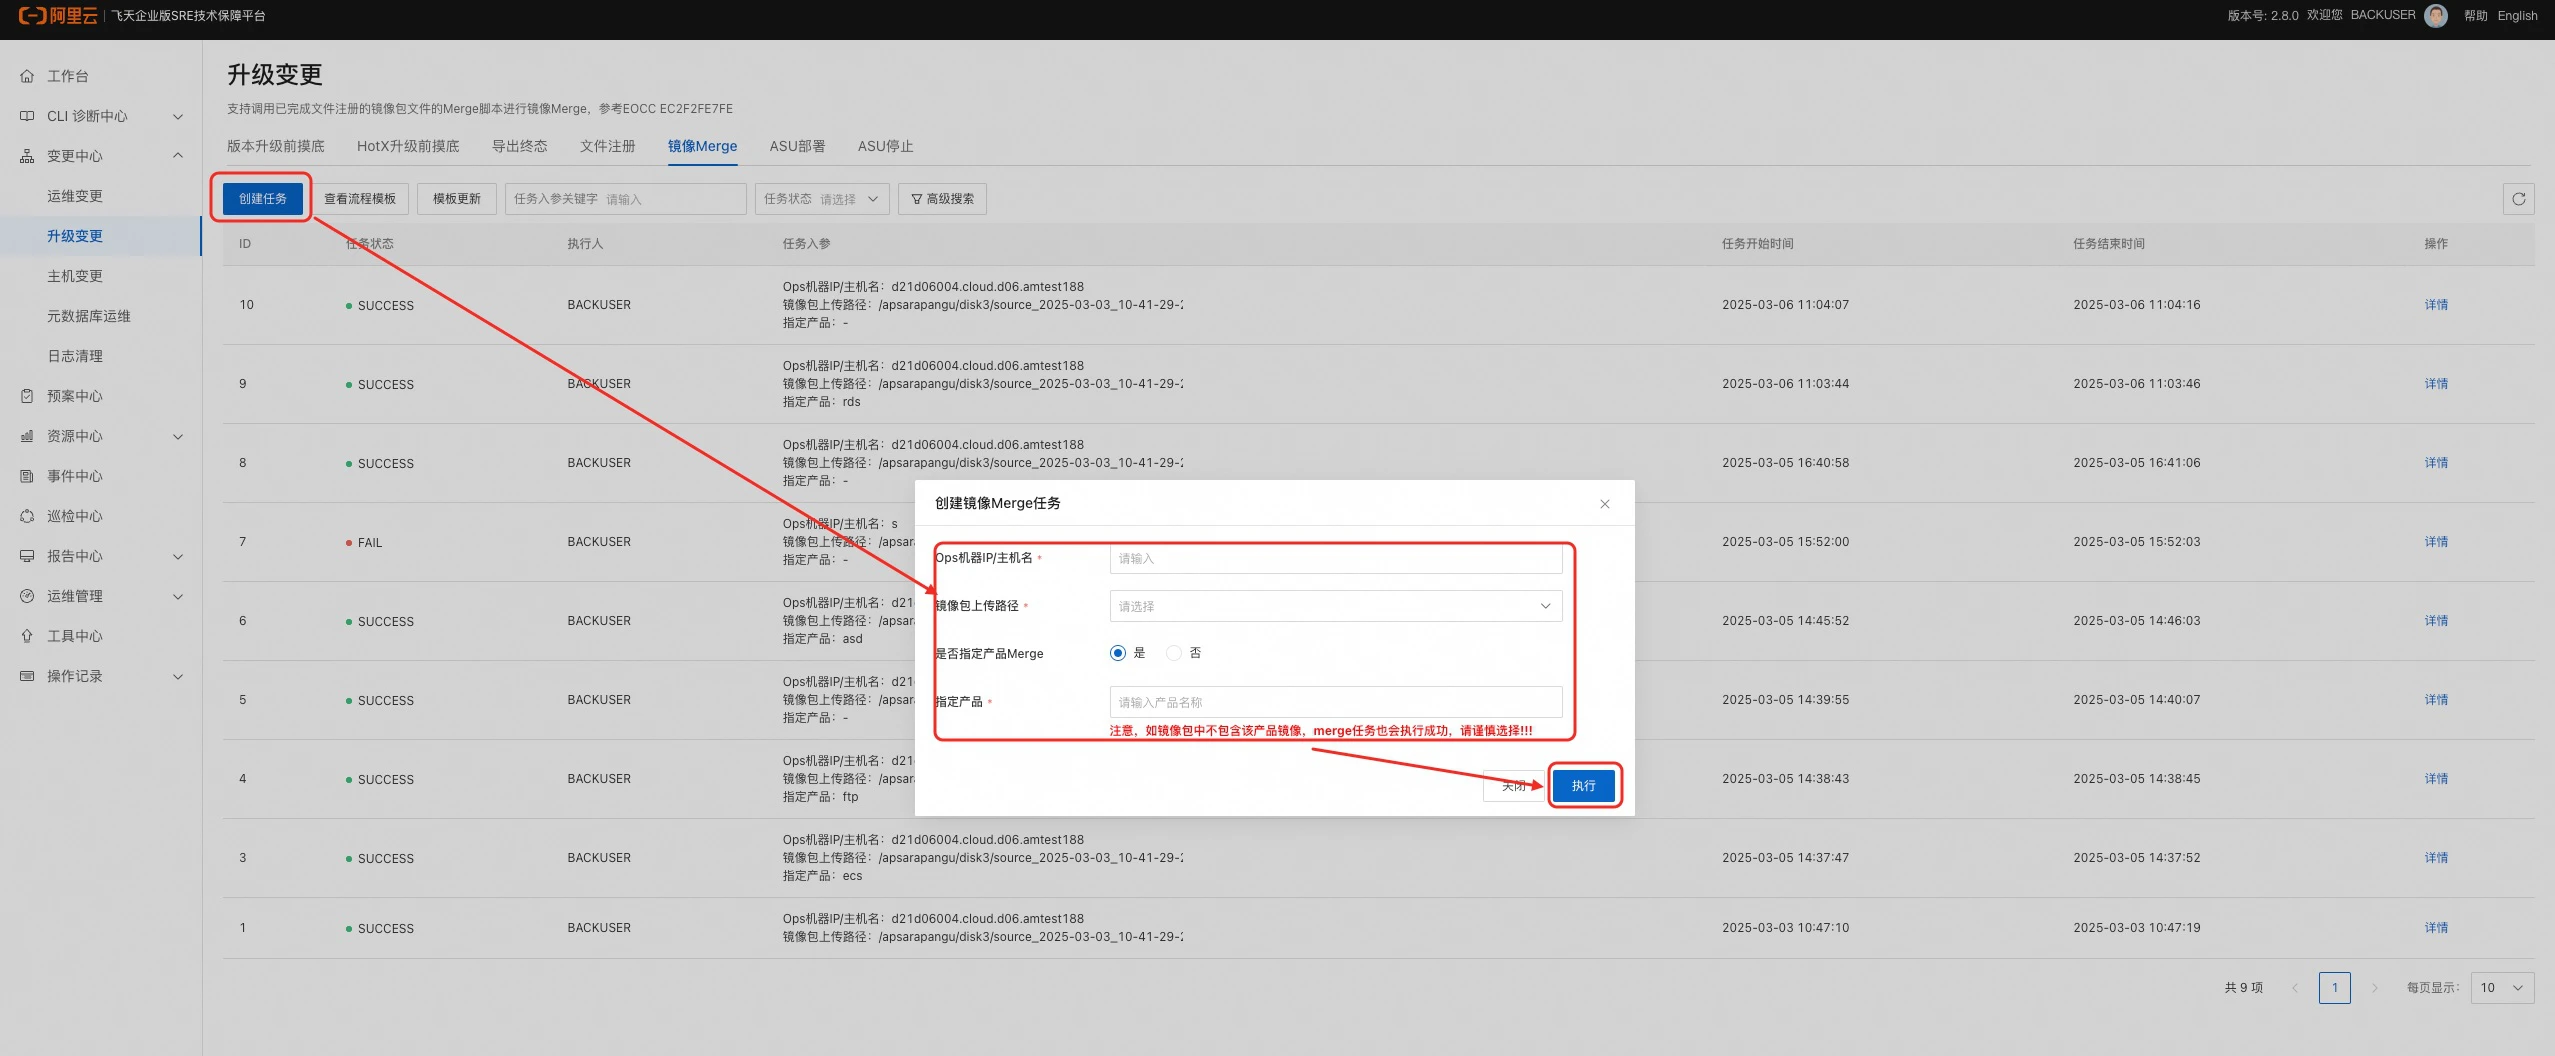 阿里云 | 飞天企业版SRE技术保障平台
版本号: 2.8.0 欢迎您 BACKUSER 帮助 English
工作台
CLI 诊断中心
变更中心
运维变更
升级变更
主机变更
元数据库运维
日志清理
预案中心
资源中心
事件中心
巡检中心
报告中心
运维管理
工具中心
操作记录
升级变更
支持调用已完成文件注册的镜像包文件的Merge脚本进行镜像Merge，参考EOCC EC2F2FE7FE
版本升级前摸底 HotX升级前摸底 导出终态 文件注册 镜像Merge ASU部署 ASU停止
创建任务 查看流程模板 模板更新 任务入参关键字 请输入 任务状态 请选择 高级搜索
ID 任务状态 执行人 任务入参 任务开始时间 任务结束时间 操作
Ops机器IP/主机名：d21d06004.cloud.d06.amtest188
10 SUCCESS BACKUSER 镜像包上传路径：/apsarapangu/disk3/source_2025-03-03_10-41-29- 2025-03-06 11:04:07 2025-03-06 11:04:16 详情
指定产品：-
Ops机器IP/主机名：d21d06004.cloud.d06.amtest188
9 SUCCESS BACKUSER 镜像包上传路径：/apsarapangu/disk3/source_2025-03-03_10-41-29- 2025-03-06 11:03:44 2025-03-06 11:03:46 详情
指定产品：rds
Ops机器IP/主机名：d21d06004.cloud.d06.amtest188
8 SUCCESS BACKUSER 镜像包上传路径：/apsarapangu/disk3/source_2025-03-03_10-41-29- 2025-03-05 16:40:58 2025-03-05 16:41:06 详情
指定产品：-
Ops机器IP/主机名：s
7 FAIL BACKUSER 镜像包上传路径：/apsar 2025-03-05 15:52:00 2025-03-05 15:52:03 详情
指定产品：-
Ops机器IP/主机名：d21
6 SUCCESS BACKUSER 镜像包上传路径：/apsar 2025-03-05 14:45:52 2025-03-05 14:46:03 详情
指定产品：asd
Ops机器IP/主机名：d21
5 SUCCESS BACKUSER 镜像包上传路径：/apsar 2025-03-05 14:39:55 2025-03-05 14:40:07 详情
指定产品：-
Ops机器IP/主机名：d21
4 SUCCESS BACKUSER 镜像包上传路径：/apsar 2025-03-05 14:38:43 2025-03-05 14:38:45 详情
指定产品：ftp
Ops机器IP/主机名：d21d06004.cloud.d06.amtest188
3 SUCCESS BACKUSER 镜像包上传路径：/apsarapangu/disk3/source_2025-03-03_10-41-29- 2025-03-05 14:37:47 2025-03-05 14:37:52 详情
指定产品：ecs
Ops机器IP/主机名：d21d06004.cloud.d06.amtest188
1 SUCCESS BACKUSER 镜像包上传路径：/apsarapangu/disk3/source_2025-03-03_10-41-29- 2025-03-03 10:47:10 2025-03-03 10:47:19 详情
共 9 项 1 每页显示： 10
创建镜像Merge任务
Ops机器IP/主机名 * 请输入
镜像包上传路径 * 请选择
是否指定产品Merge 是 否
指定产品 * 请输入产品名称
注意，如镜像包中不包含该产品镜像，merge任务也会执行成功，请谨慎选择!!!
关闭 执行